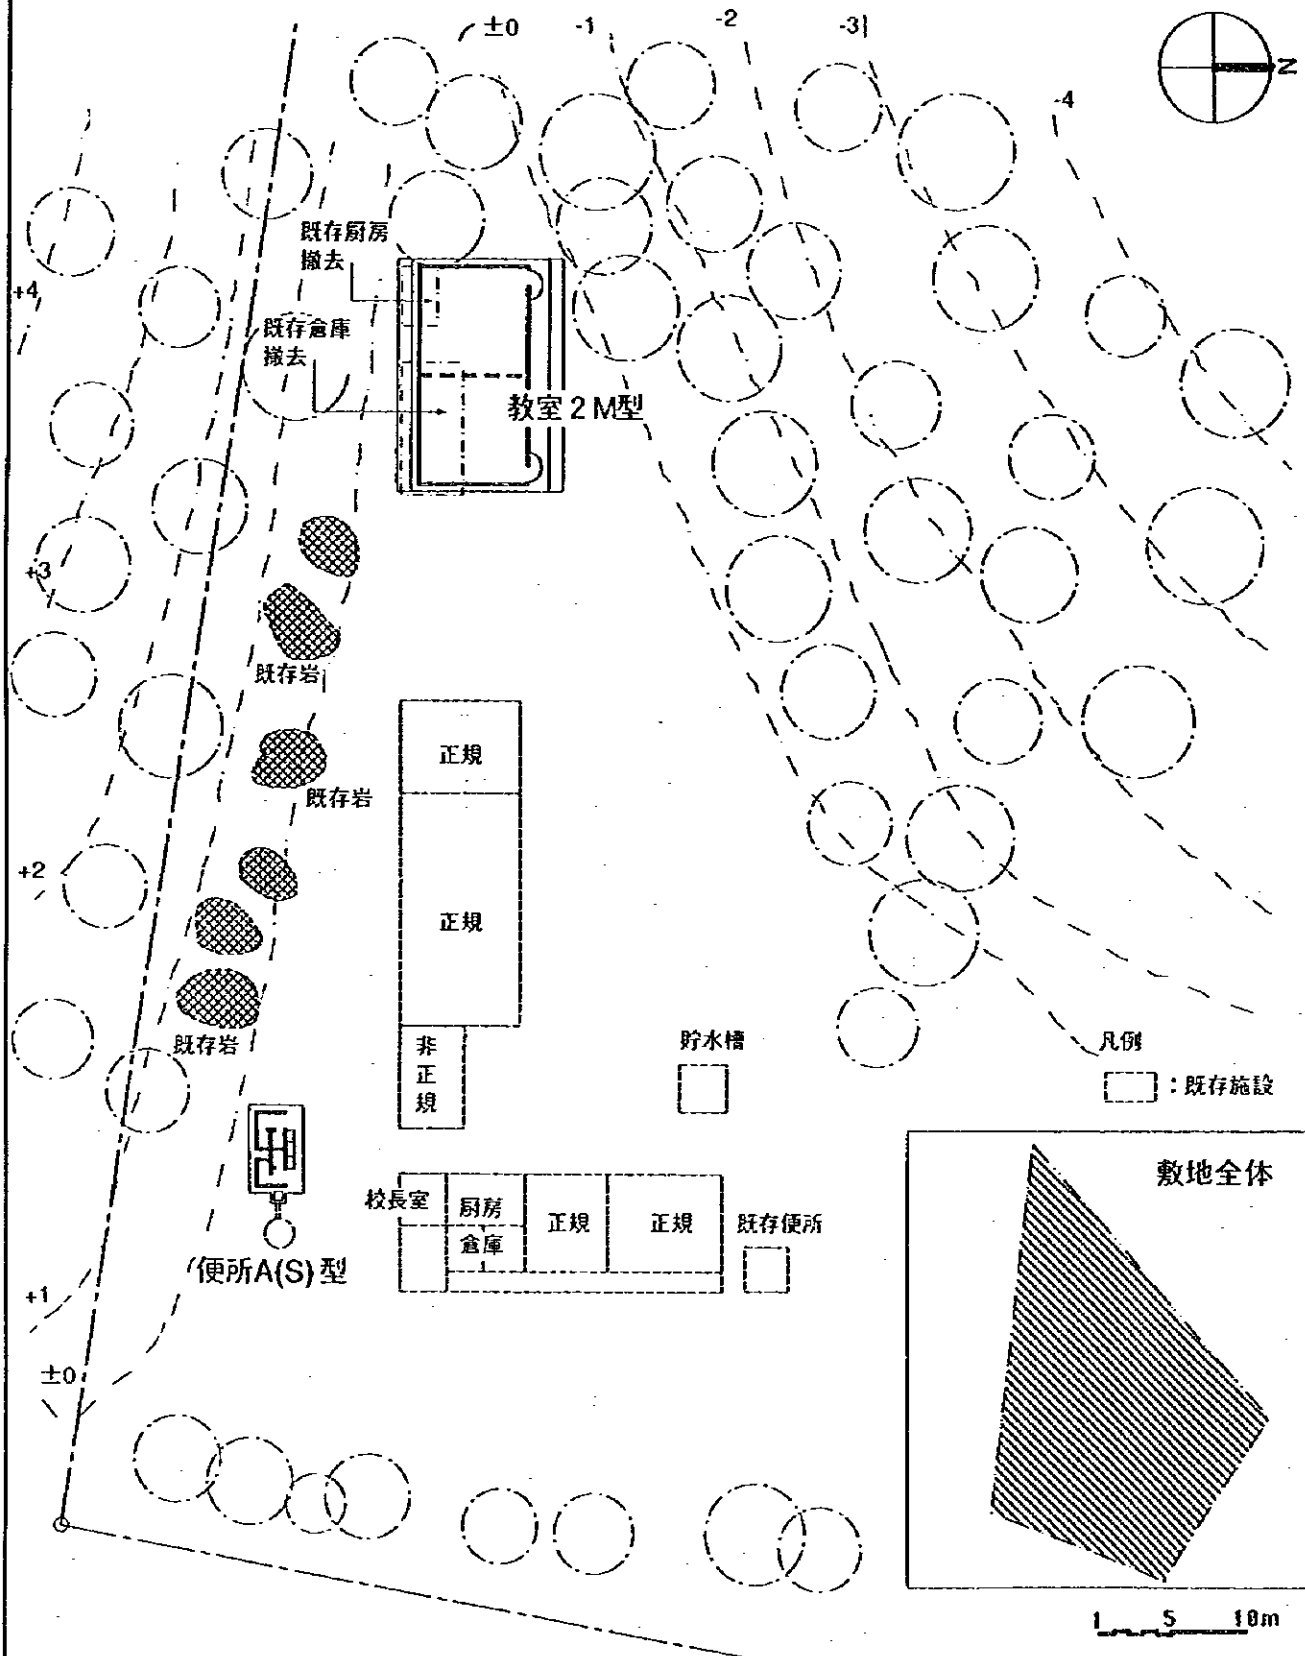 ±0
-1
-2
-3
-4
N
既存厨房
撤去
+4
既存倉庫
撤去
教室2M型
+3
既存岩
正規
既存岩
+2
正規
既存岩
非
正
規
貯水槽
凡例
：既存施設
敷地全体
校長室
厨房
倉庫
正規
正規
既存便所
便所A(S)型
+1
±0
1 5 10m